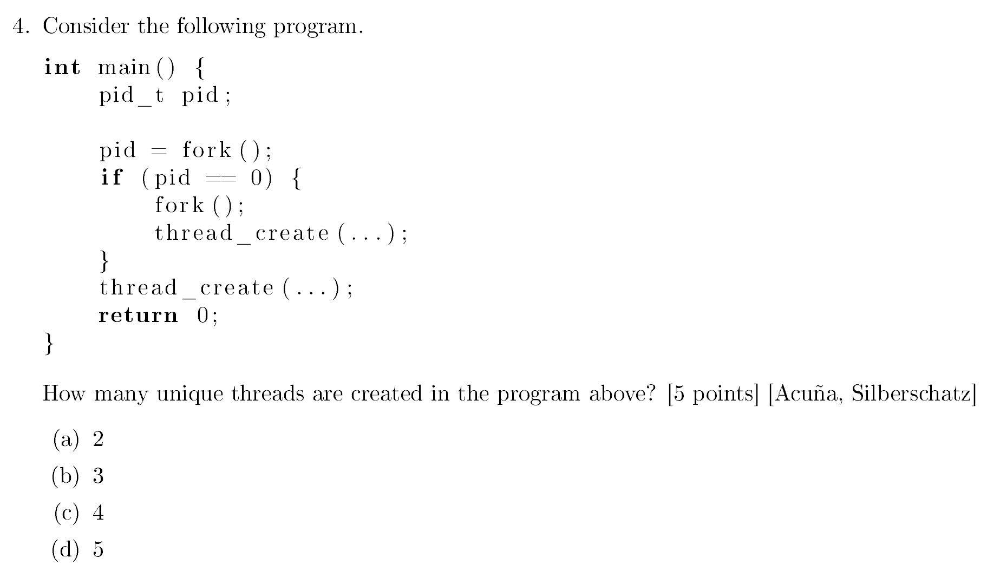 4. Consider the following program.
int main() {
pid_t pid;
pid = fork();
if (pid == 0) {
fork();
thread_create(...);
}
thread_create(...);
return 0;
}
How many unique threads are created in the program above? [5 points] [Acuña, Silberschatz]
(a) 2
(b) 3
(c) 4
(d) 5